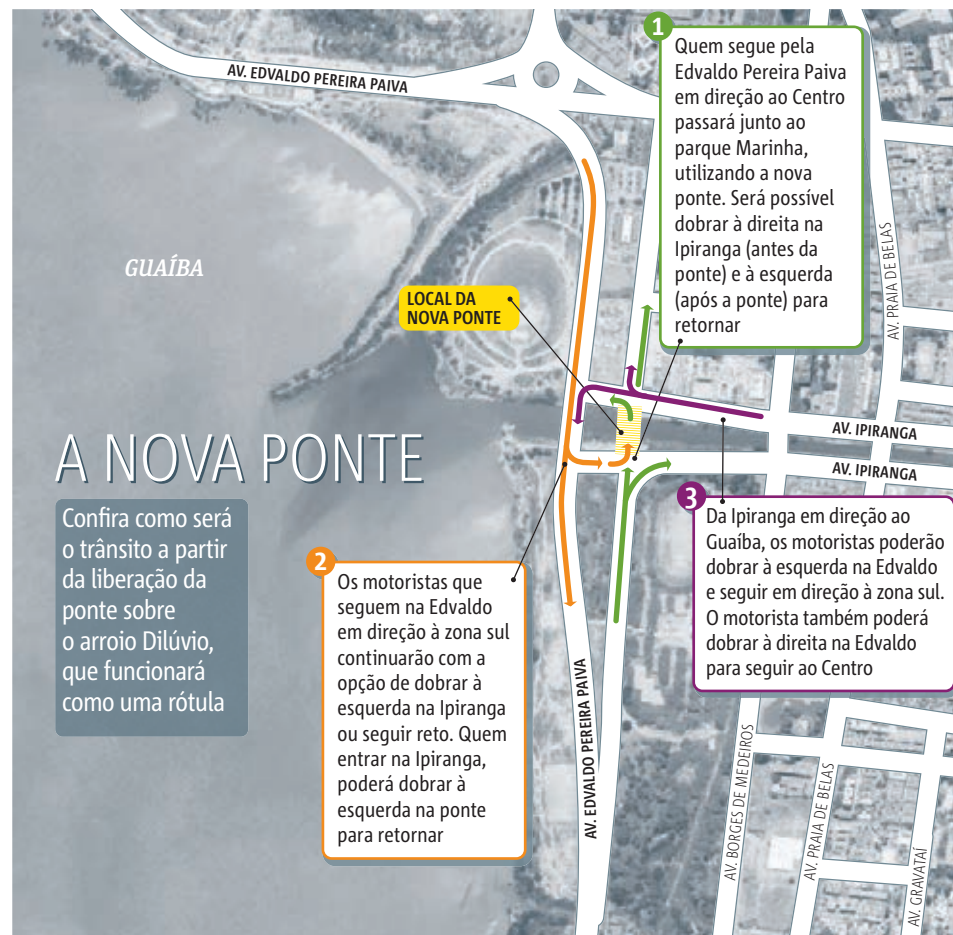 AV. EDVALDO PEREIRA PAIVA
1
Quem segue pela
Edvaldo Pereira Paiva
em direção ao Centro
passará junto ao
parque Marinha,
utilizando a nova
ponte. Será possível
dobrar à direita na
Ipiranga (antes da
ponte) e à esquerda
(após a ponte) para
retornar
GUAÍBA
LOCAL DA
NOVA PONTE
AV. PRAIA DE BELAS
AV. IPIRANGA
AV. IPIRANGA
A NOVA PONTE
Confira como será
o trânsito a partir
da liberação da
ponte sobre
o arroio Dilúvio,
que funcionará
como uma rótula
2
Os motoristas que
seguem na Edvaldo
em direção à zona sul
continuarão com a
opção de dobrar à
esquerda na Ipiranga
ou seguir reto. Quem
entrar na Ipiranga,
poderá dobrar à
esquerda na ponte
para retornar
3
Da Ipiranga em direção ao
Guaíba, os motoristas poderão
dobrar à esquerda na Edvaldo
e seguir em direção à zona sul.
O motorista também poderá
dobrar à direita na Edvaldo
para seguir ao Centro
AV. EDVALDO PEREIRA PAIVA
AV. BORGES DE MEDEIROS
AV. PRAIA DE BELAS
AV. GRAVATAÍ